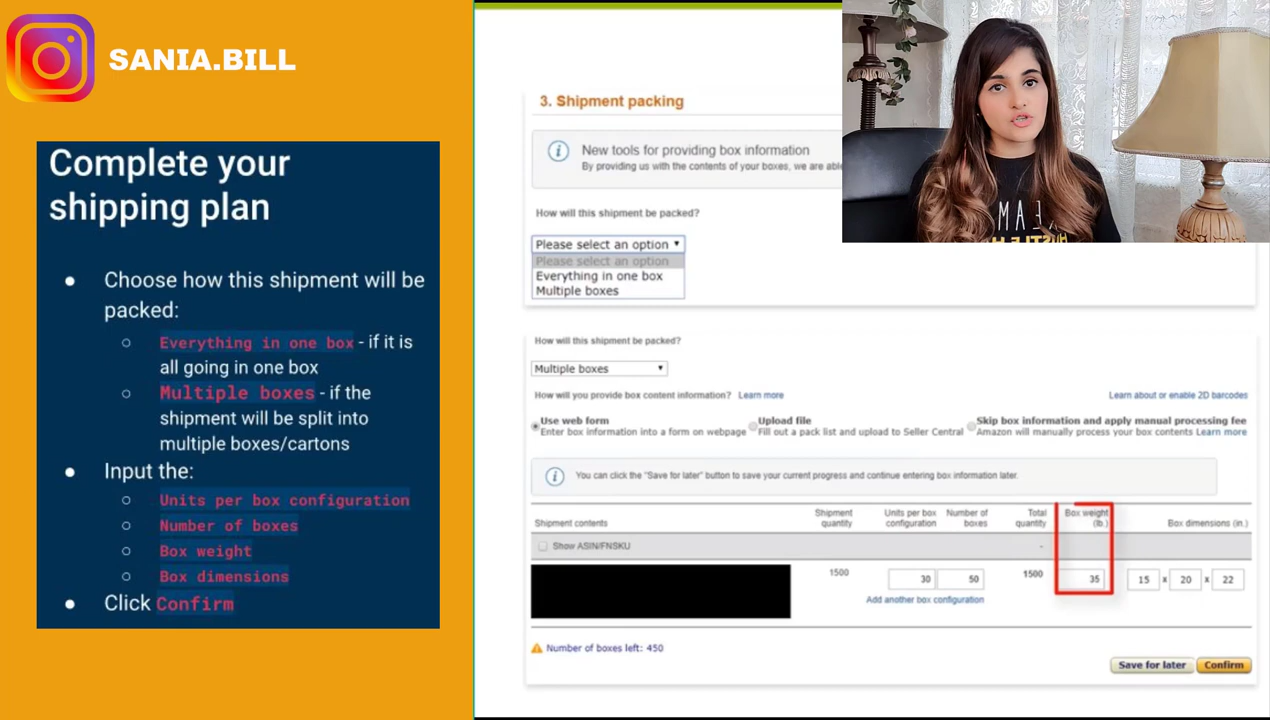 SANIA.BILL
Complete your
shipping plan
● Choose how this shipment will be
packed:
○ Everything in one box - if it is
all going in one box
○ Multiple boxes - if the
shipment will be split into
multiple boxes/cartons
● Input the:
○ Units per box configuration
○ Number of boxes
○ Box weight
○ Box dimensions
● Click Confirm
3. Shipment packing
New tools for providing box information
By providing us with the contents of your boxes, we are able
How will this shipment be packed?
Please select an option
Please select an option
Everything in one box
Multiple boxes
How will this shipment be packed?
Multiple boxes
How will you provide box content information? Learn more Learn about or enable 2D barcodes
Use web form Upload file Skip box information and apply manual processing fee
Enter box information into a form on webpage Fill out a pack list and upload to Seller Central Amazon will manually process your box contents Learn more
You can click the "Save for later" button to save your current progress and continue entering box information later.
Shipment Units per box Number of Total Box weight
Shipment contents quantity configuration boxes quantity (lb.) Box dimensions (in.)
Show ASIN/FNSKU -
1500 30 50 1500 35 15 x 20 x 22
Add another box configuration
Number of boxes left: 450
Save for later Confirm